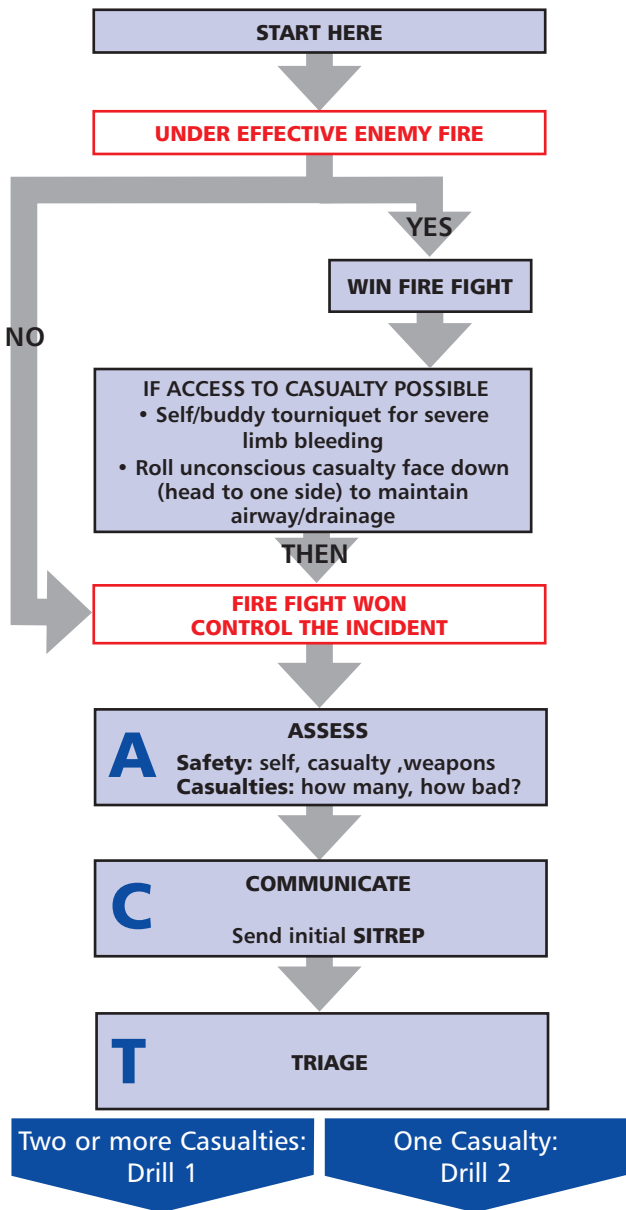 START HERE
UNDER EFFECTIVE ENEMY FIRE
YES
WIN FIRE FIGHT
NO
IF ACCESS TO CASUALTY POSSIBLE
• Self/buddy tourniquet for severe
limb bleeding
• Roll unconscious casualty face down
(head to one side) to maintain
airway/drainage
THEN
FIRE FIGHT WON
CONTROL THE INCIDENT
A
ASSESS
Safety: self, casualty ,weapons
Casualties: how many, how bad?
C
COMMUNICATE
Send initial SITREP
T
TRIAGE
Two or more Casualties:
Drill 1
One Casualty:
Drill 2